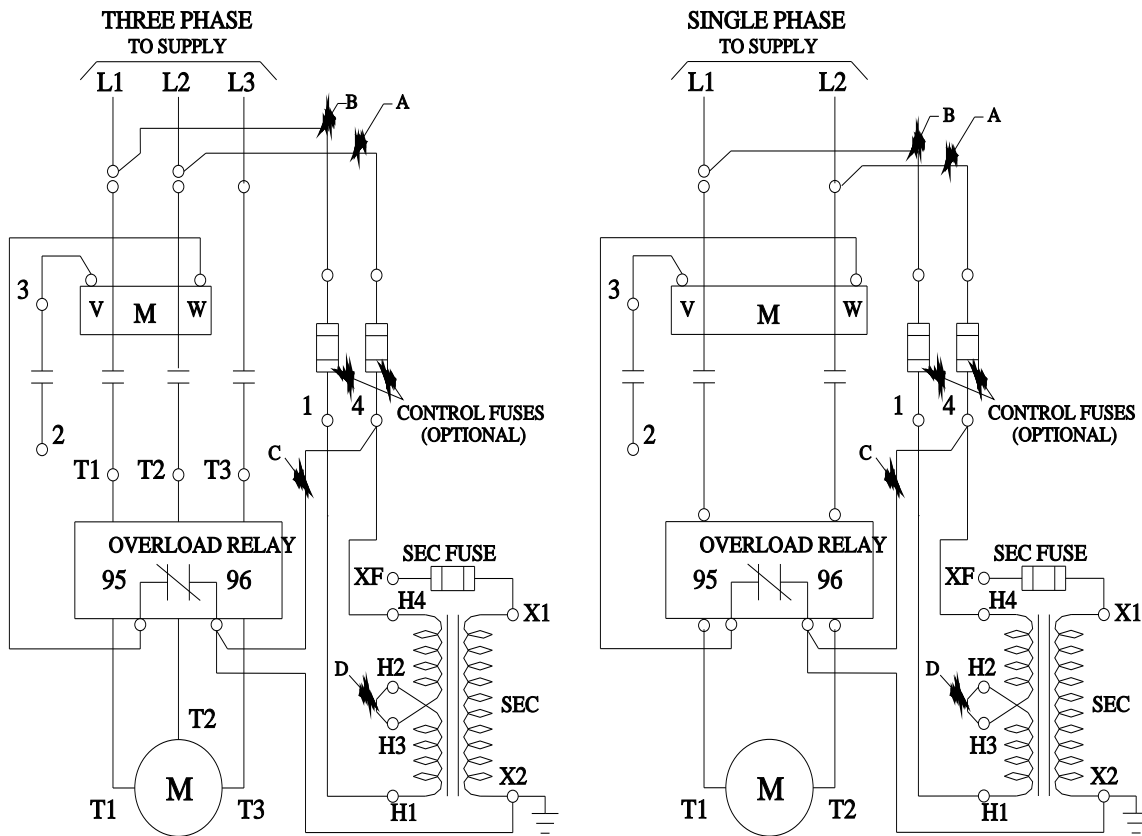 THREE PHASE
TO SUPPLY
L1 L2 L3
B A
V M W
3
2
1 4
CONTROL FUSES
(OPTIONAL)
C
T1 T2 T3
OVERLOAD RELAY
95 96
SEC FUSE
XF
H4 X1
D H2
SEC
H3
T2
M
T1 T3
X2
H1
SINGLE PHASE
TO SUPPLY
L1 L2
B A
V M W
3
2
1 4
CONTROL FUSES
(OPTIONAL)
C
OVERLOAD RELAY
95 96
SEC FUSE
XF
H4 X1
D H2
SEC
H3
M
T1 T2
X2
H1